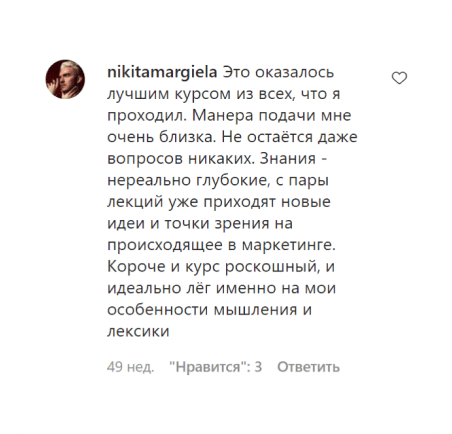 nikitamargiela Это оказалось
лучшим курсом из всех, что я
проходил. Манера подачи мне
очень близка. Не остаётся даже
вопросов никаких. Знания -
нереально глубокие, с пары
лекций уже приходят новые
идеи и точки зрения на
происходящее в маркетинге.
Короче и курс роскошный, и
идеально лёг именно на мои
особенности мышления и
лексики
49 нед. "Нравится": 3 Ответить